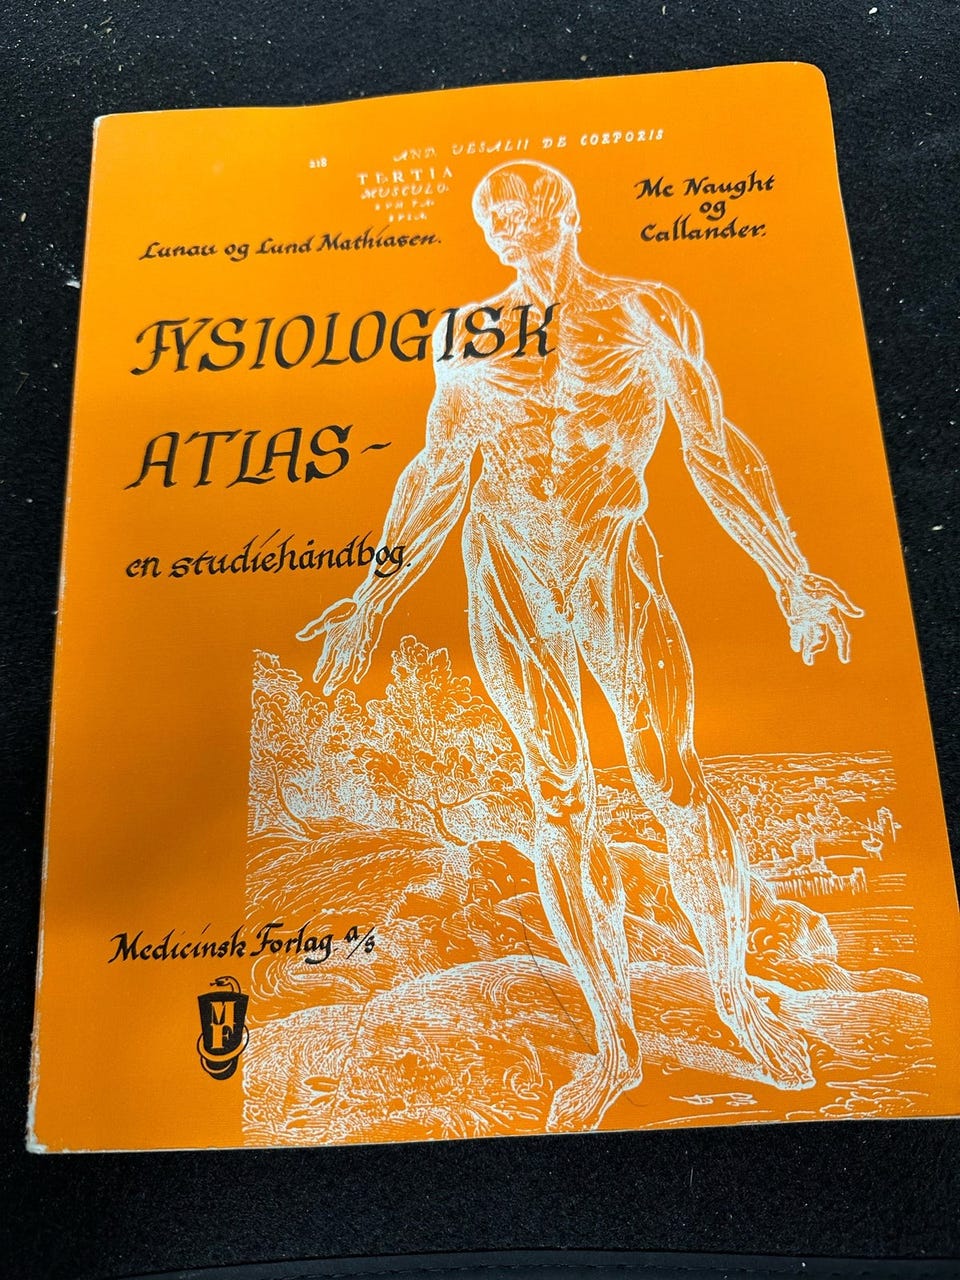 218
AND. VESALII DE CORPORIS
TERTIA
MUSCULO.
Mc Naught
og
Callander.
Lunau og Lund Mathiasen.
FYSIOLOGISK
ATLAS-
en studiehåndbog.
Medicinsk Forlag a/s
MF